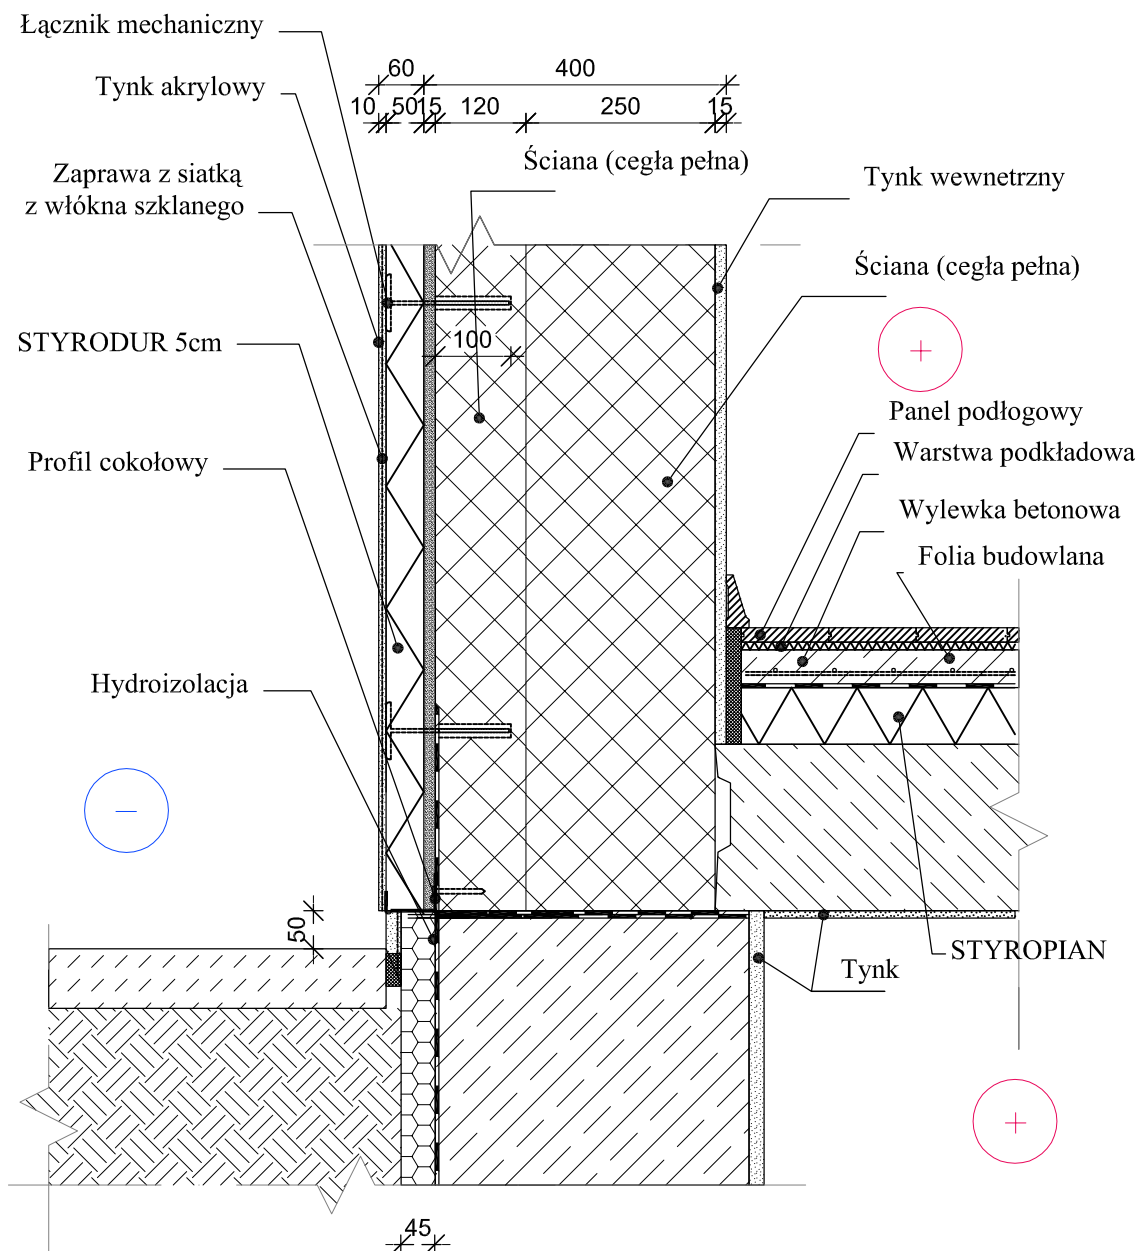 Łącznik mechaniczny
60
400
Tynk akrylowy
10
50
15
120
250
15
Ściana (cegła pełna)
Zaprawa z siatką
z włókna szklanego
Tynk wewnetrzny
Ściana (cegła pełna)
STYRODUR 5cm
100
Panel podłogowy
Warstwa podkładowa
Profil cokołowy
Wylewka betonowa
Folia budowlana
Hydroizolacja
50
STYROPIAN
Tynk
45